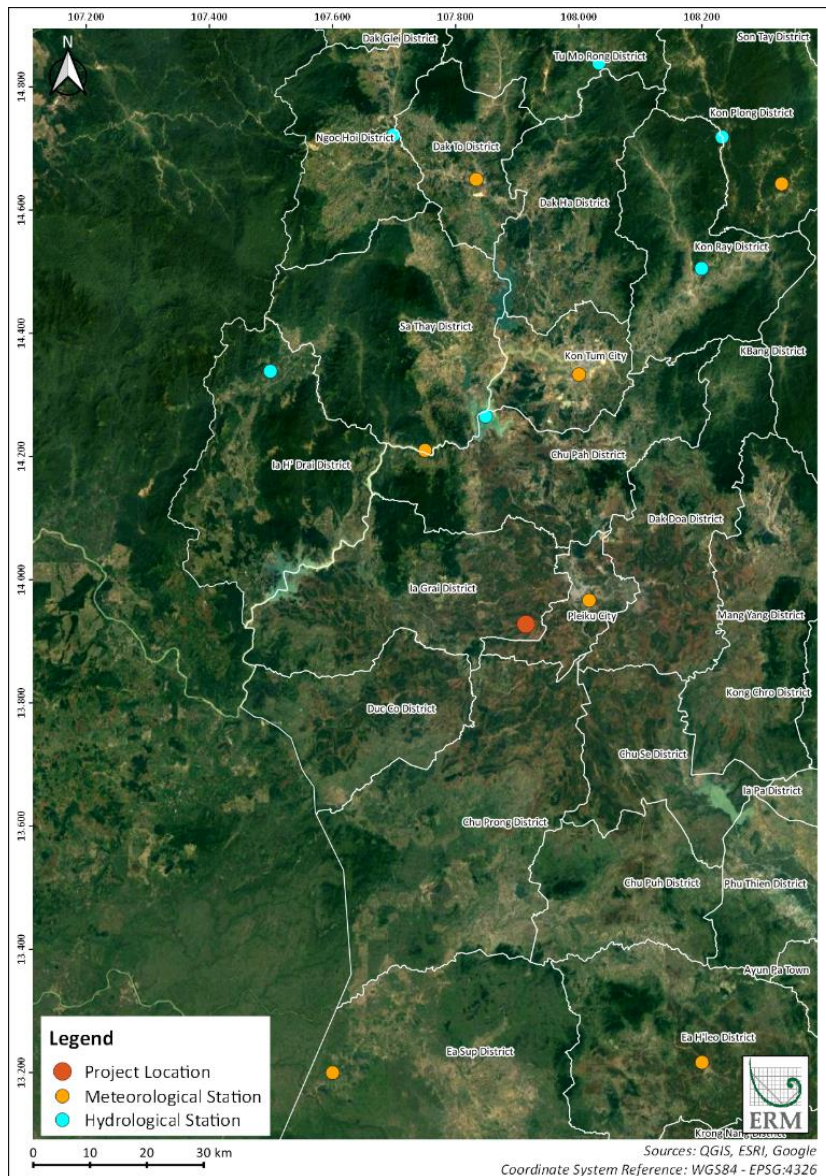 107.200 107.400 107.600 107.800 108.000 108.200
N
Dak Glei District
Son Tay District
Tu Mo Rong District
14.800
Kon Plong District
Ngoc Hoi District
Dak To District
14.600
Dak Ha District
Kon Ray District
14.400
Sa Thay District
Kon Tum City
KBang District
14.200
Chu Pah District
Ia H' Drai District
Dak Doa District
14.000
Ia Grai District
Pleiku City
Mang Yang District
13.800
Kong Chro District
Duc Co District
Chu Se District
Ia Pa District
13.600
Chu Prong District
Chu Puh District
Phu Thien District
13.400
Ayun Pa Town
Legend
Project Location
Meteorological Station
Hydrological Station
Ea Sup District
Ea H'leo District
13.200
ERM
Krong Nang District
0 10 20 30 km
Sources: QGIS, ESRI, Google
Coordinate System Reference: WGS84 - EPSG:4326